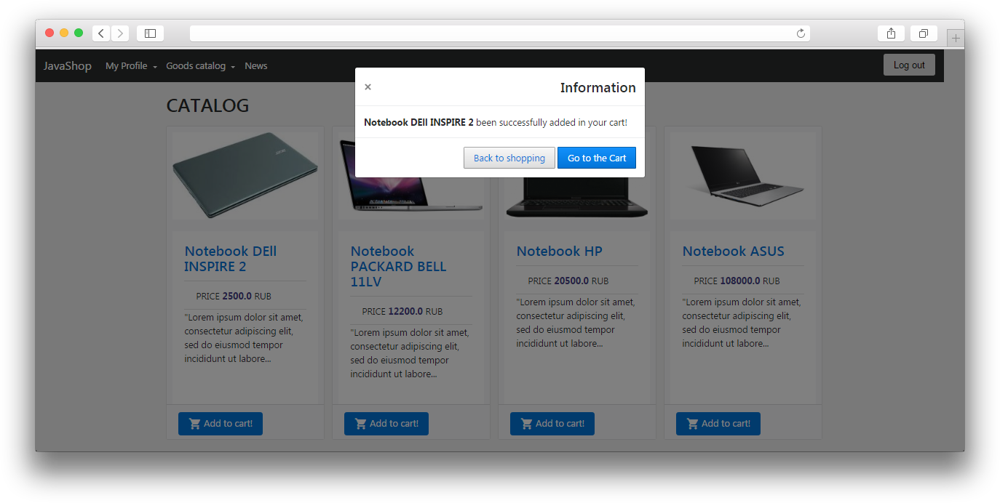 JavaShop My Profile Goods catalog News Log out
× Information
Notebook DEll INSPIRE 2 been successfully added in your cart!
Back to shopping Go to the Cart
CATALOG
acer
Notebook DEll
INSPIRE 2
PRICE 2500.0 RUB
"Lorem ipsum dolor sit amet,
consectetur adipiscing elit,
sed do eiusmod tempor
incididunt ut labore...
Add to cart!
Notebook
PACKARD BELL
11LV
PRICE 12200.0 RUB
"Lorem ipsum dolor sit amet,
consectetur adipiscing elit,
sed do eiusmod tempor
incididunt ut labore...
Add to cart!
Notebook HP
PRICE 20500.0 RUB
"Lorem ipsum dolor sit amet,
consectetur adipiscing elit,
sed do eiusmod tempor
incididunt ut labore...
Add to cart!
Notebook ASUS
PRICE 108000.0 RUB
"Lorem ipsum dolor sit amet,
consectetur adipiscing elit,
sed do eiusmod tempor
incididunt ut labore...
Add to cart!